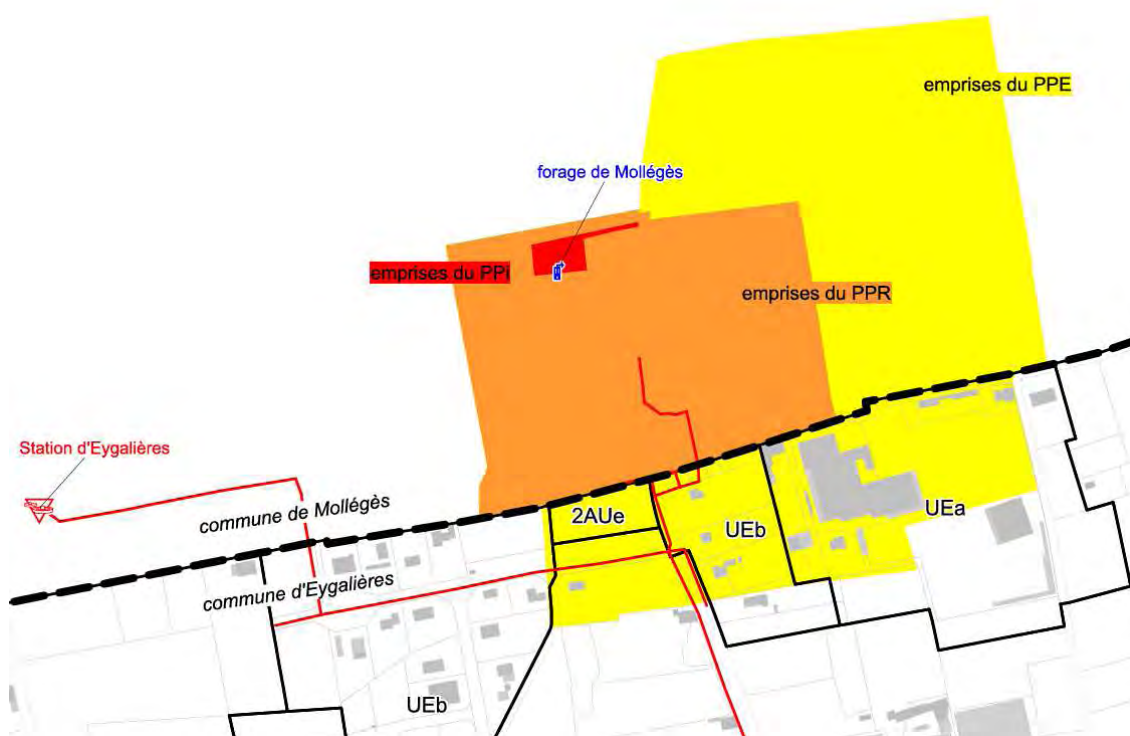 emprises du PPE
forage de Mollégès
emprises du PPi
emprises du PPR
Station d'Eygalières
commune de Mollégès
2AUe
UEb
UEa
commune d'Eygalières
UEb